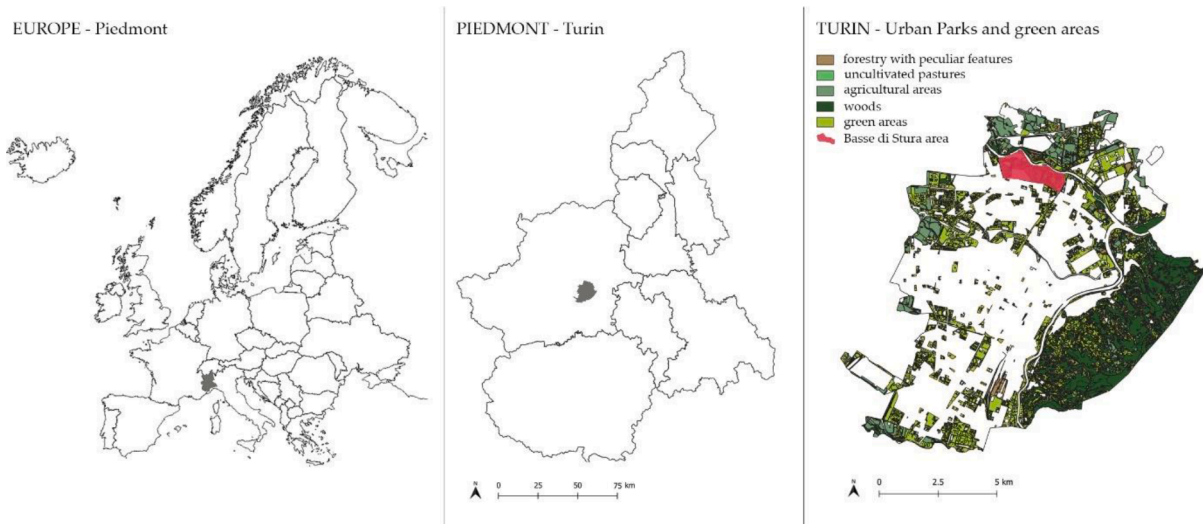 EUROPE - Piedmont
PIEDMONT - Turin
N
0 25 50 75 km
TURIN - Urban Parks and green areas
forestry with peculiar features
uncultivated pastures
agricultural areas
woods
green areas
Basse di Stura area
N
0 2.5 5 km